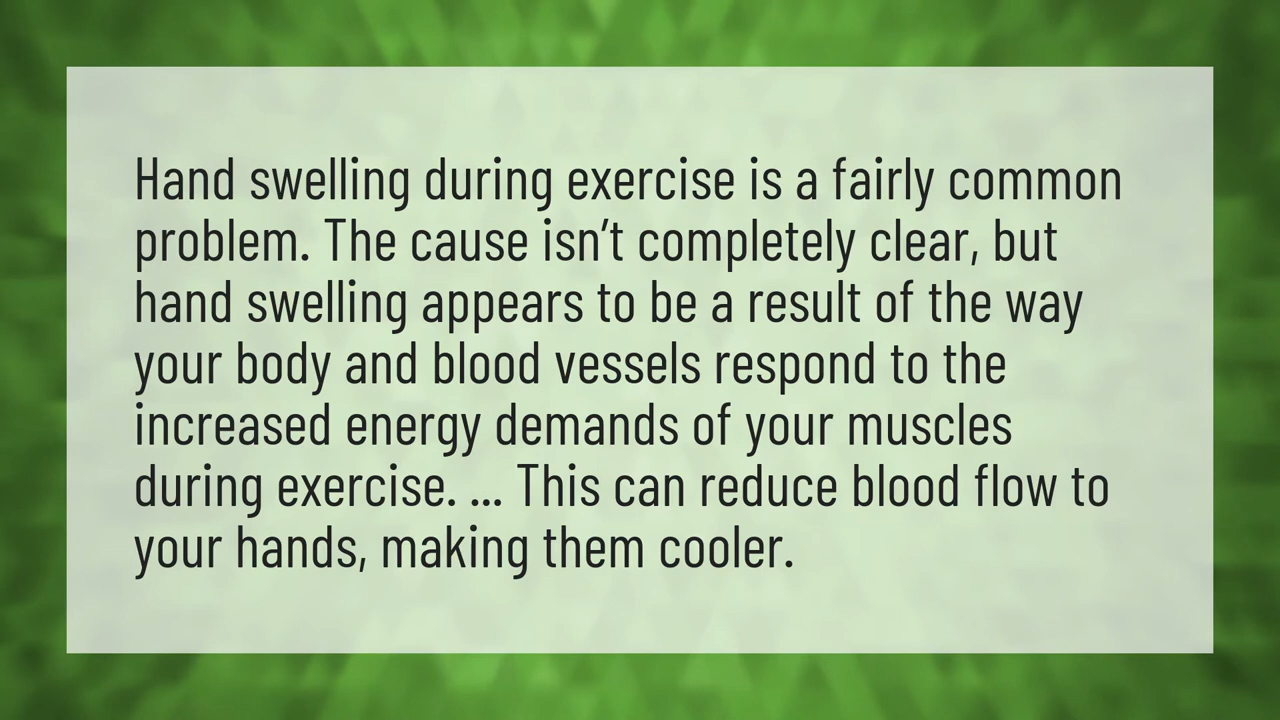 Hand swelling during exercise is a fairly common
problem. The cause isn’t completely clear, but
hand swelling appears to be a result of the way
your body and blood vessels respond to the
increased energy demands of your muscles
during exercise. ... This can reduce blood flow to
your hands, making them cooler.